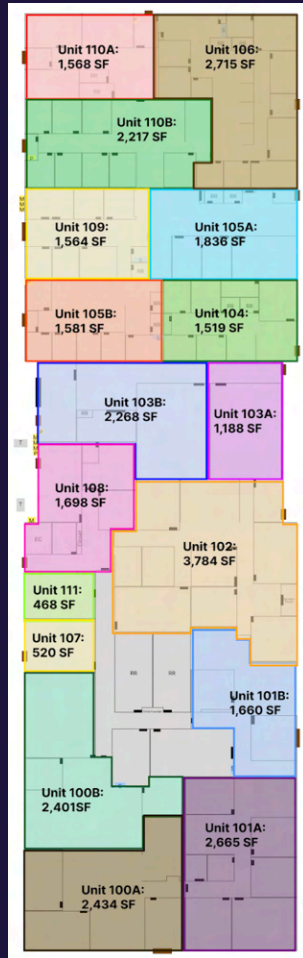 Unit 110A:
1,568 SF
Unit 106:
2,715 SF
Unit 110B:
2,217 SF
Unit 109:
1,564 SF
Unit 105A:
1,836 SF
Unit 105B:
1,581 SF
Unit 104:
1,519 SF
Unit 103B:
2,268 SF
Unit 103A:
1,188 SF
Unit 108:
1,698 SF
Unit 102:
3,784 SF
Unit 111:
468 SF
Unit 107:
520 SF
Unit 101B:
1,660 SF
Unit 100B:
2,401SF
Unit 101A:
2,665 SF
Unit 100A:
2,434 SF